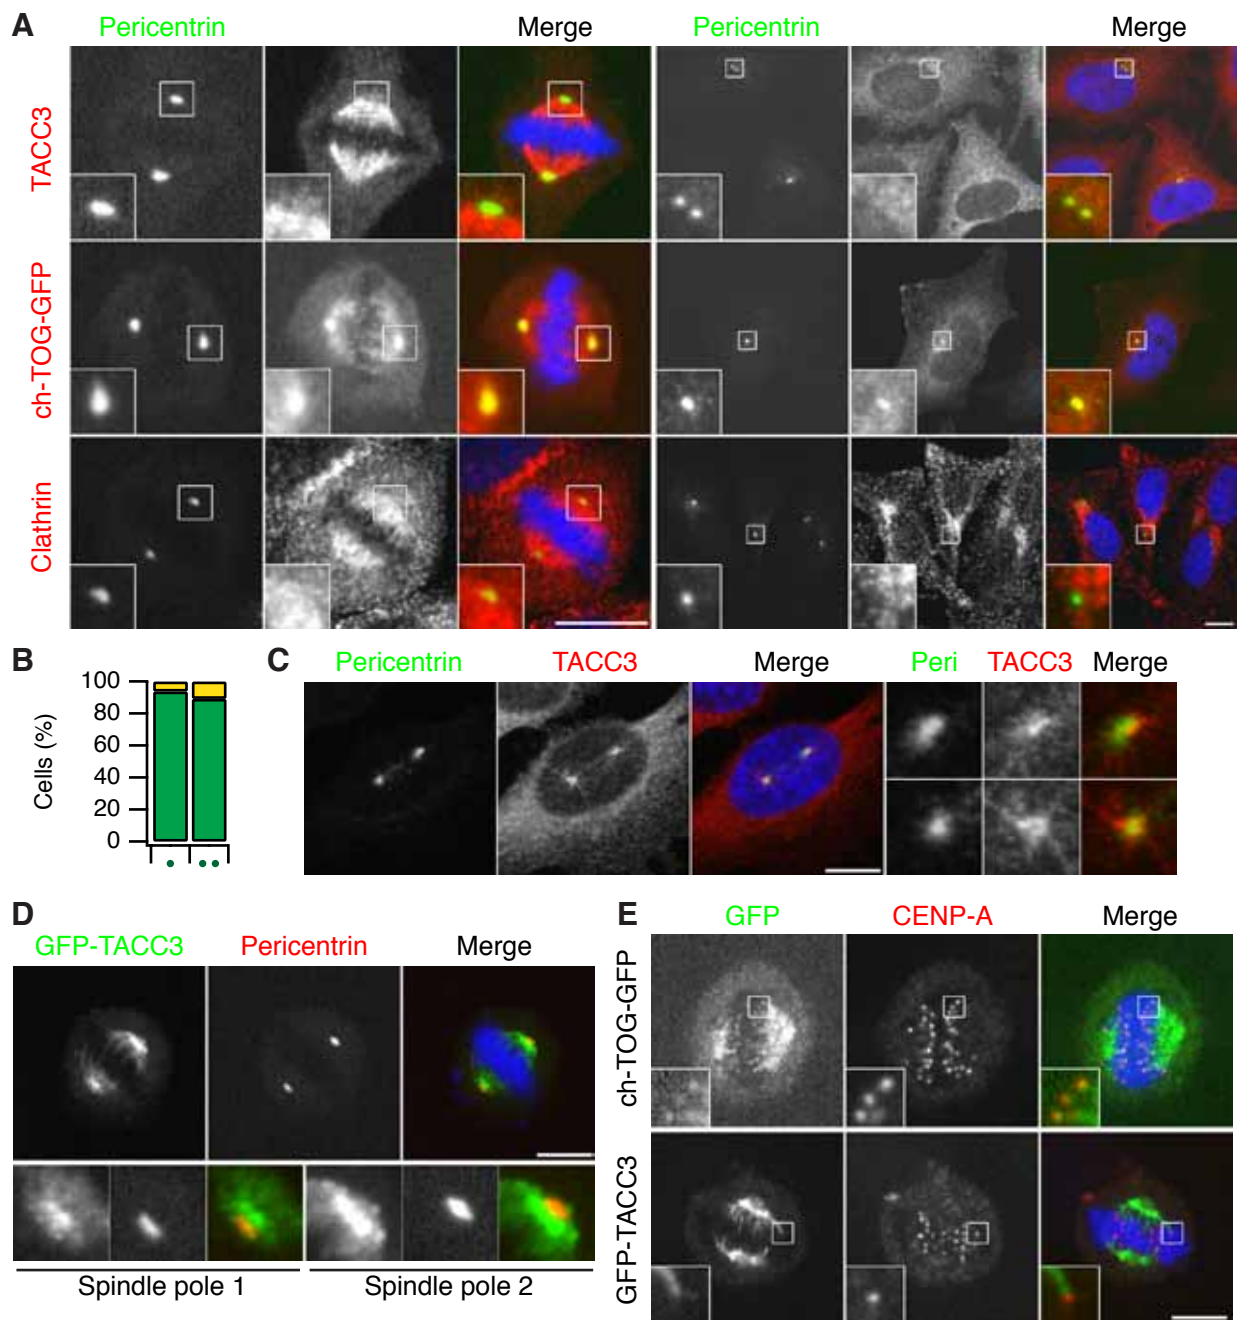 A
Pericentrin
Merge
Pericentrin
Merge
TACC3
ch-TOG-GFP
Clathrin
B
Cells (%)
100
80
60
40
20
0
C
Pericentrin
TACC3
Merge
Peri
TACC3
Merge
D
GFP-TACC3
Pericentrin
Merge
Spindle pole 1
Spindle pole 2
E
GFP
CENP-A
Merge
ch-TOG-GFP
GFP-TACC3